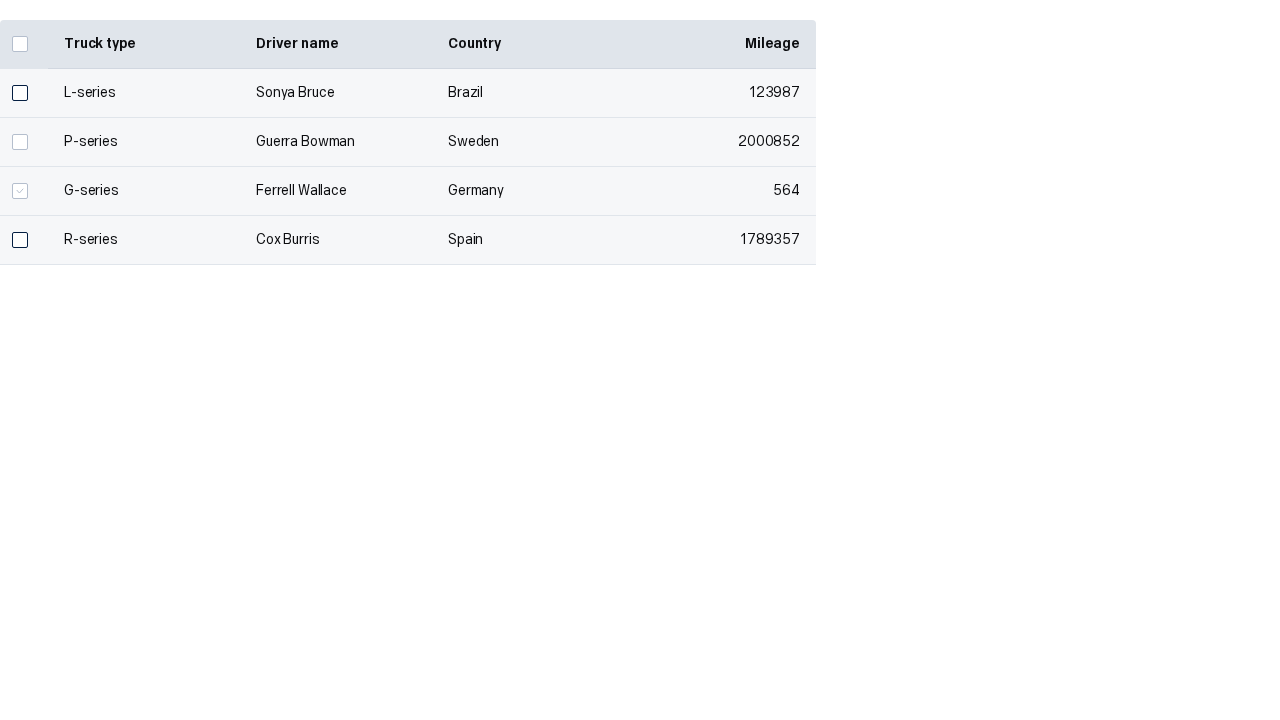 Truck type Driver name Country Mileage
L-series Sonya Bruce Brazil 123987
P-series Guerra Bowman Sweden 2000852
G-series Ferrell Wallace Germany 564
R-series Cox Burris Spain 1789357